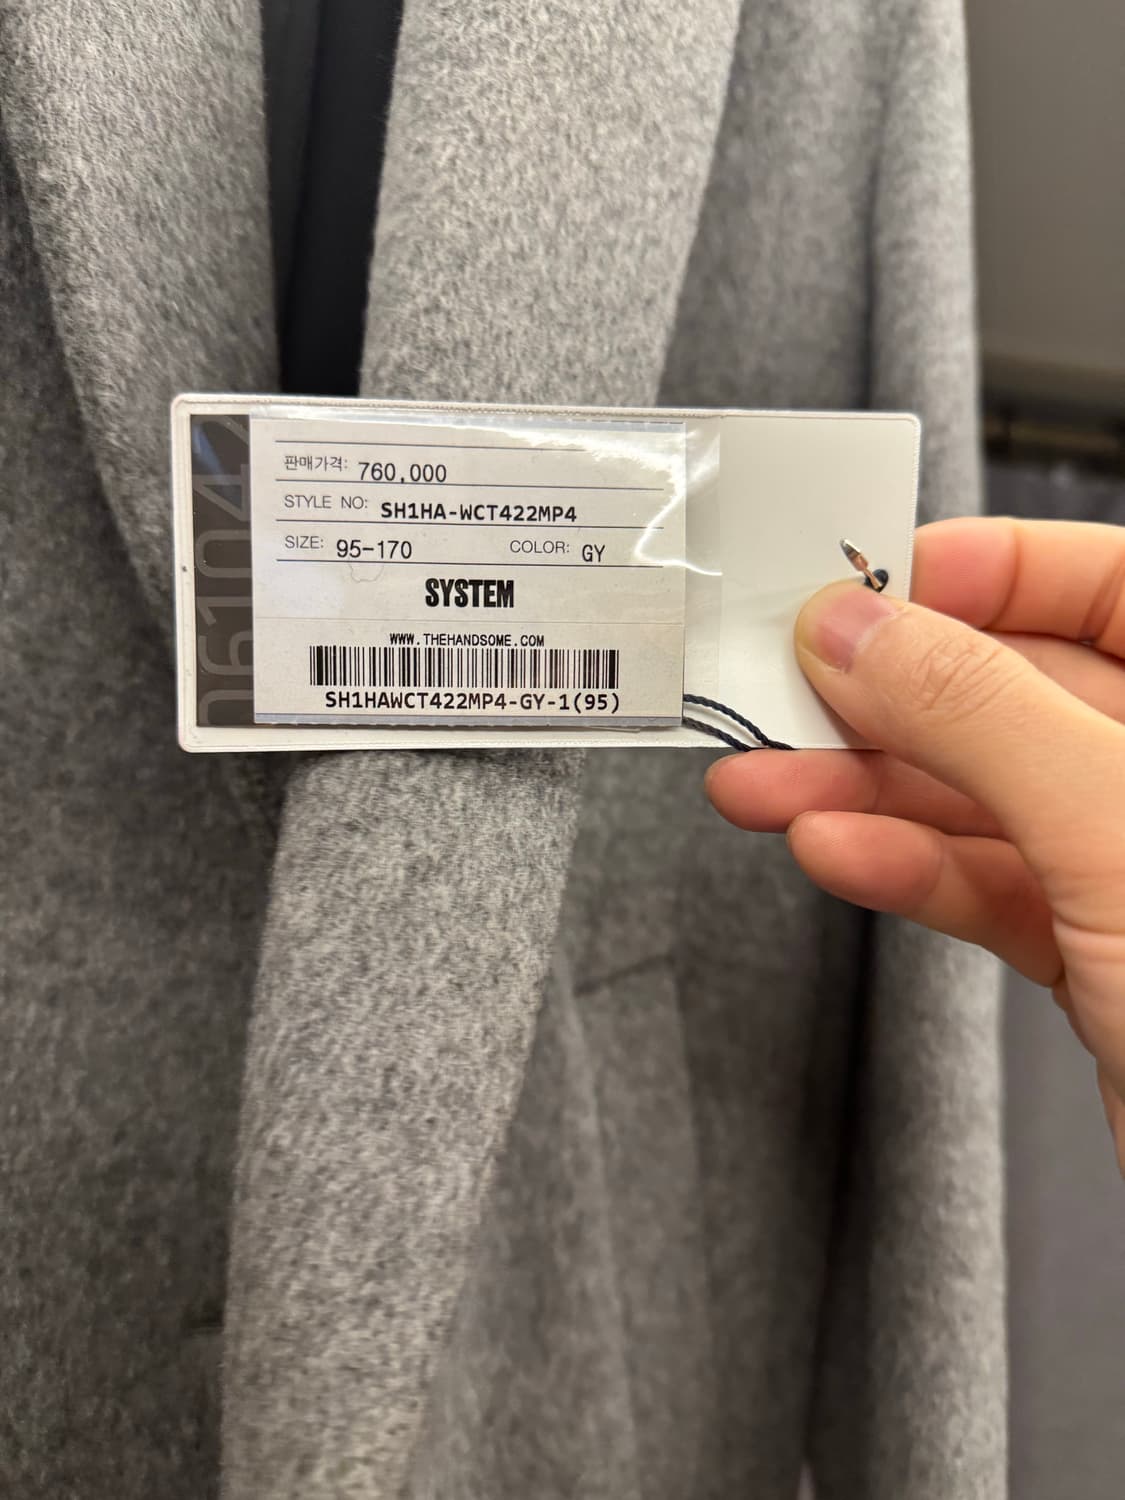 판매가격: 760,000
STYLE NO: SH1HA-WCT422MP4
SIZE: 95-170 COLOR: GY
SYSTEM
WWW.THEHANDSOME.COM
SH1HAWCT422MP4-GY-1(95)